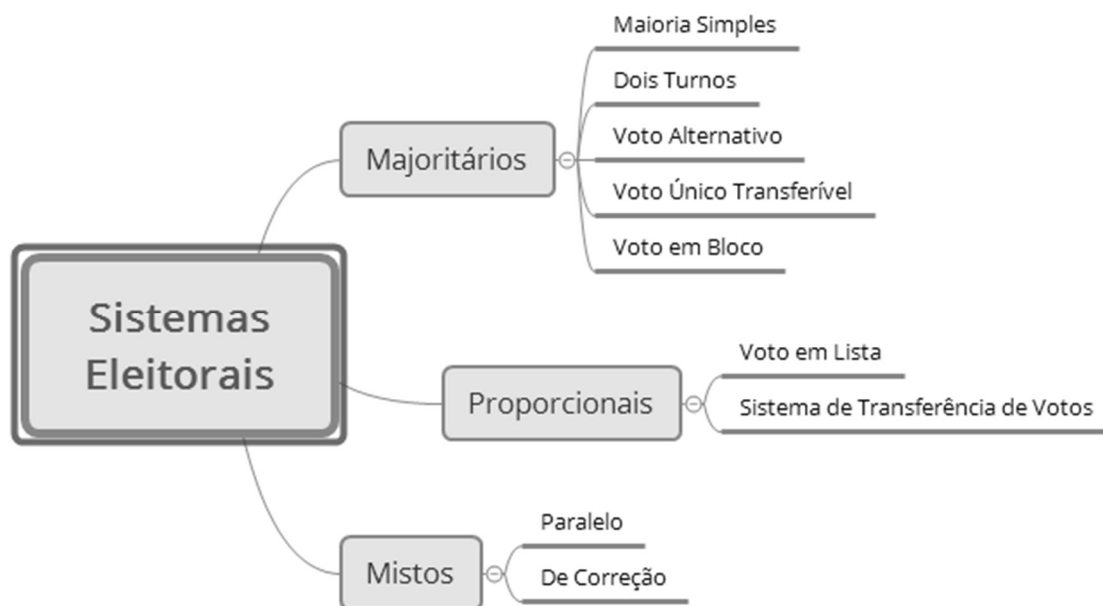 Sistemas
Eleitorais
Majoritários
Maioria Simples
Dois Turnos
Voto Alternativo
Voto Único Transferível
Voto em Bloco
Proporcionais
Voto em Lista
Sistema de Transferência de Votos
Mistos
Paralelo
De Correção